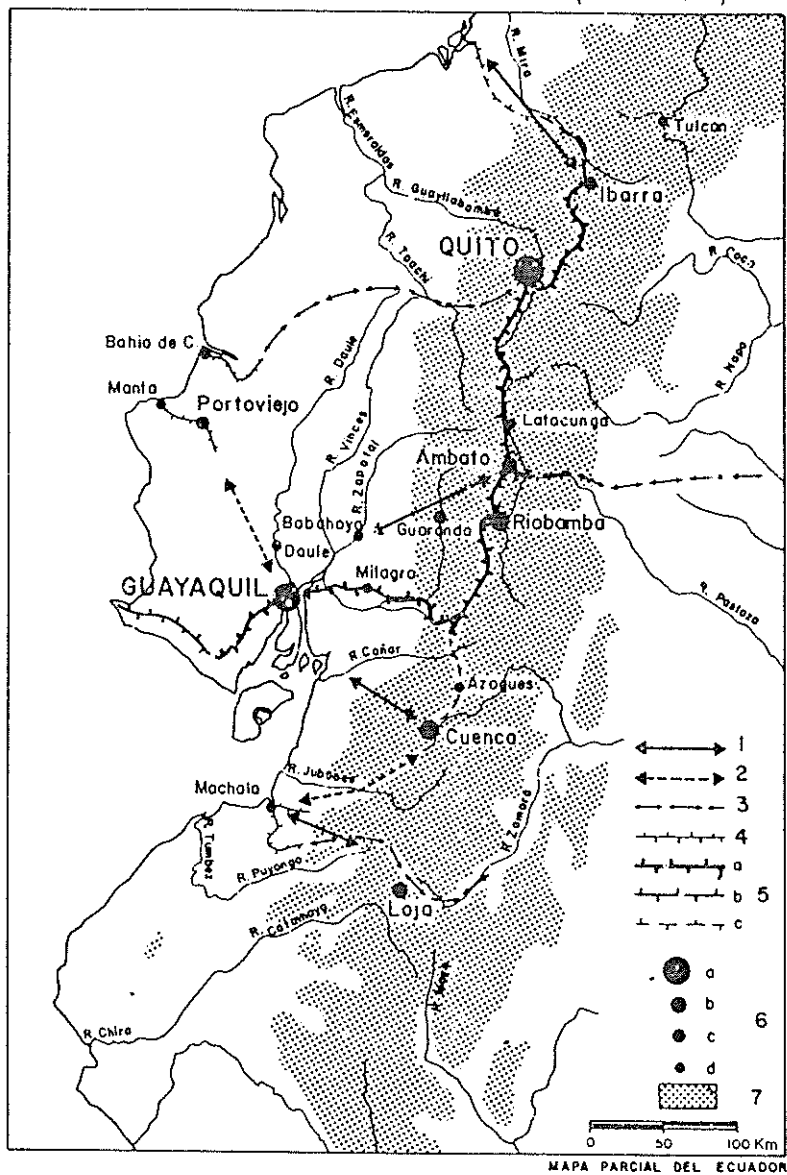 R. Mira
Tulcan
R. Esmeraldas
Ibarra
R. Guayllabamba
QUITO
R. Toachi
R. Coca
Bahia de C.
R. Daule
R. Napo
Manta
Portoviejo
R. Vinces
Latacunga
R. Zapotal
Ambato
Babahoyo
Guaranda
Riobamba
Daule
GUAYAQUIL
Milagro
R. Pastaza
R. Cañar
Azogues
Cuenca
1
R. Jubones
2
Machala
3
R. Zamora
R. Tumbez
4
R. Puyango
a
b 5
Loja
c
R. Catamayo
a
b
6
c
R. Chira
d
7
0 50 100 Km
MAPA PARCIAL DEL ECUADOR